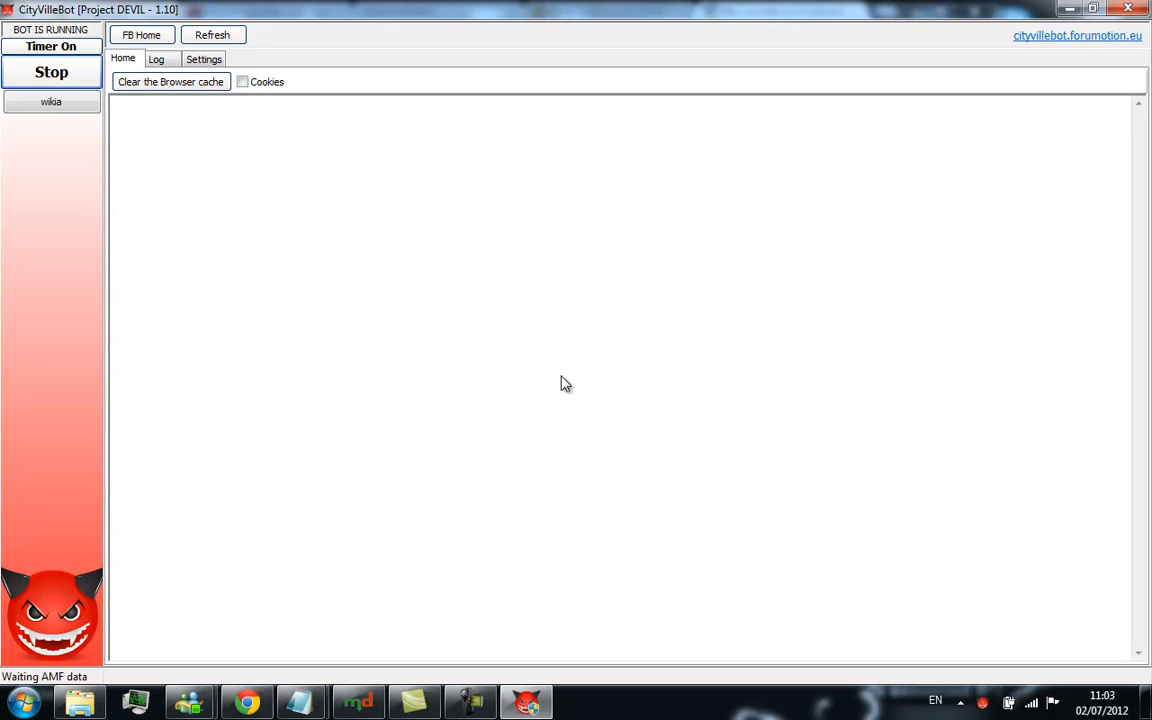 CityVilleBot [Project DEVIL - 1.10]
BOT IS RUNNING
Timer On
Stop
wikia
FB Home
Refresh
cityvillebot.forumotion.eu
Home
Log
Settings
Clear the Browser cache
Cookies
Waiting AMF data
md
EN
11:03
02/07/2012